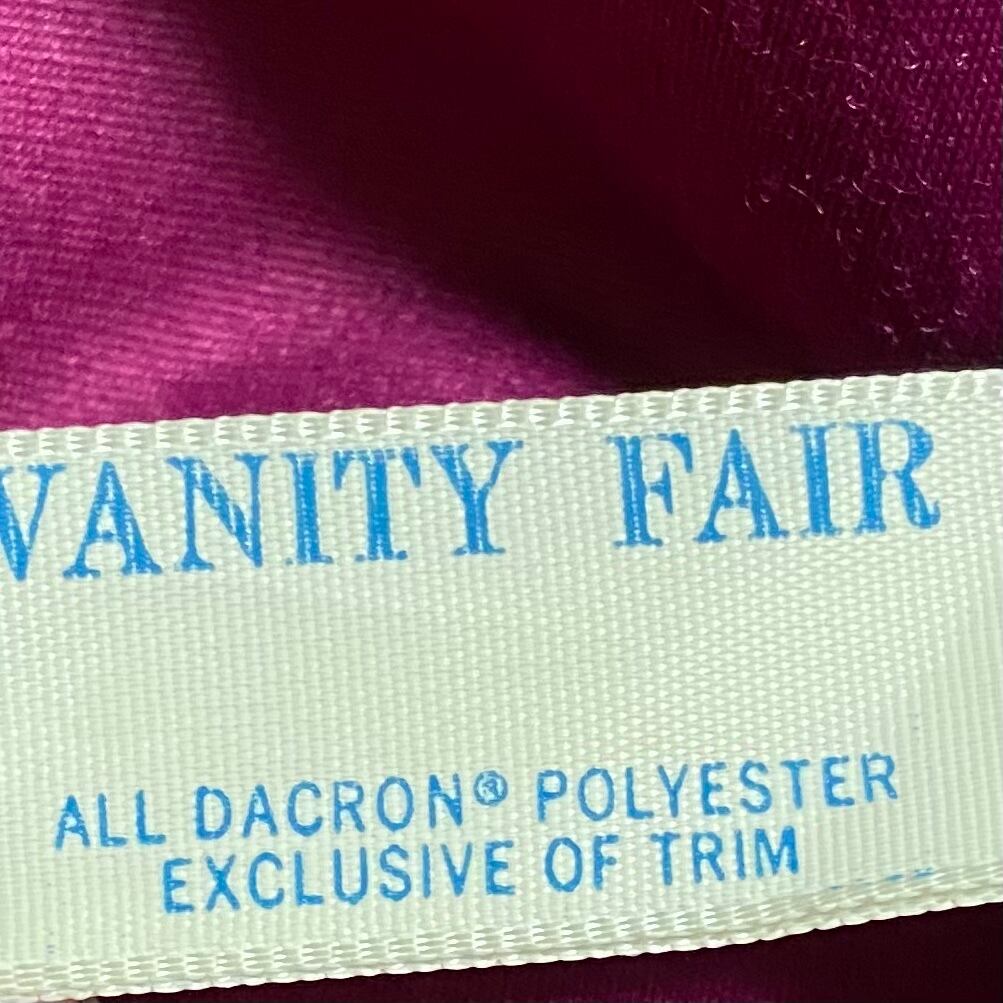 VANITY FAIR
ALL DACRON® POLYESTER
EXCLUSIVE OF TRIM